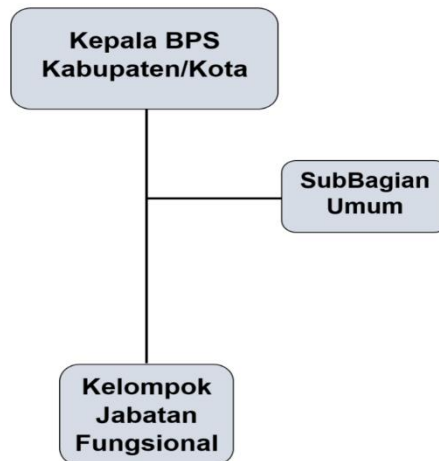 Kepala BPS
Kabupaten/Kota
SubBagian
Umum
Kelompok
Jabatan
Fungsional